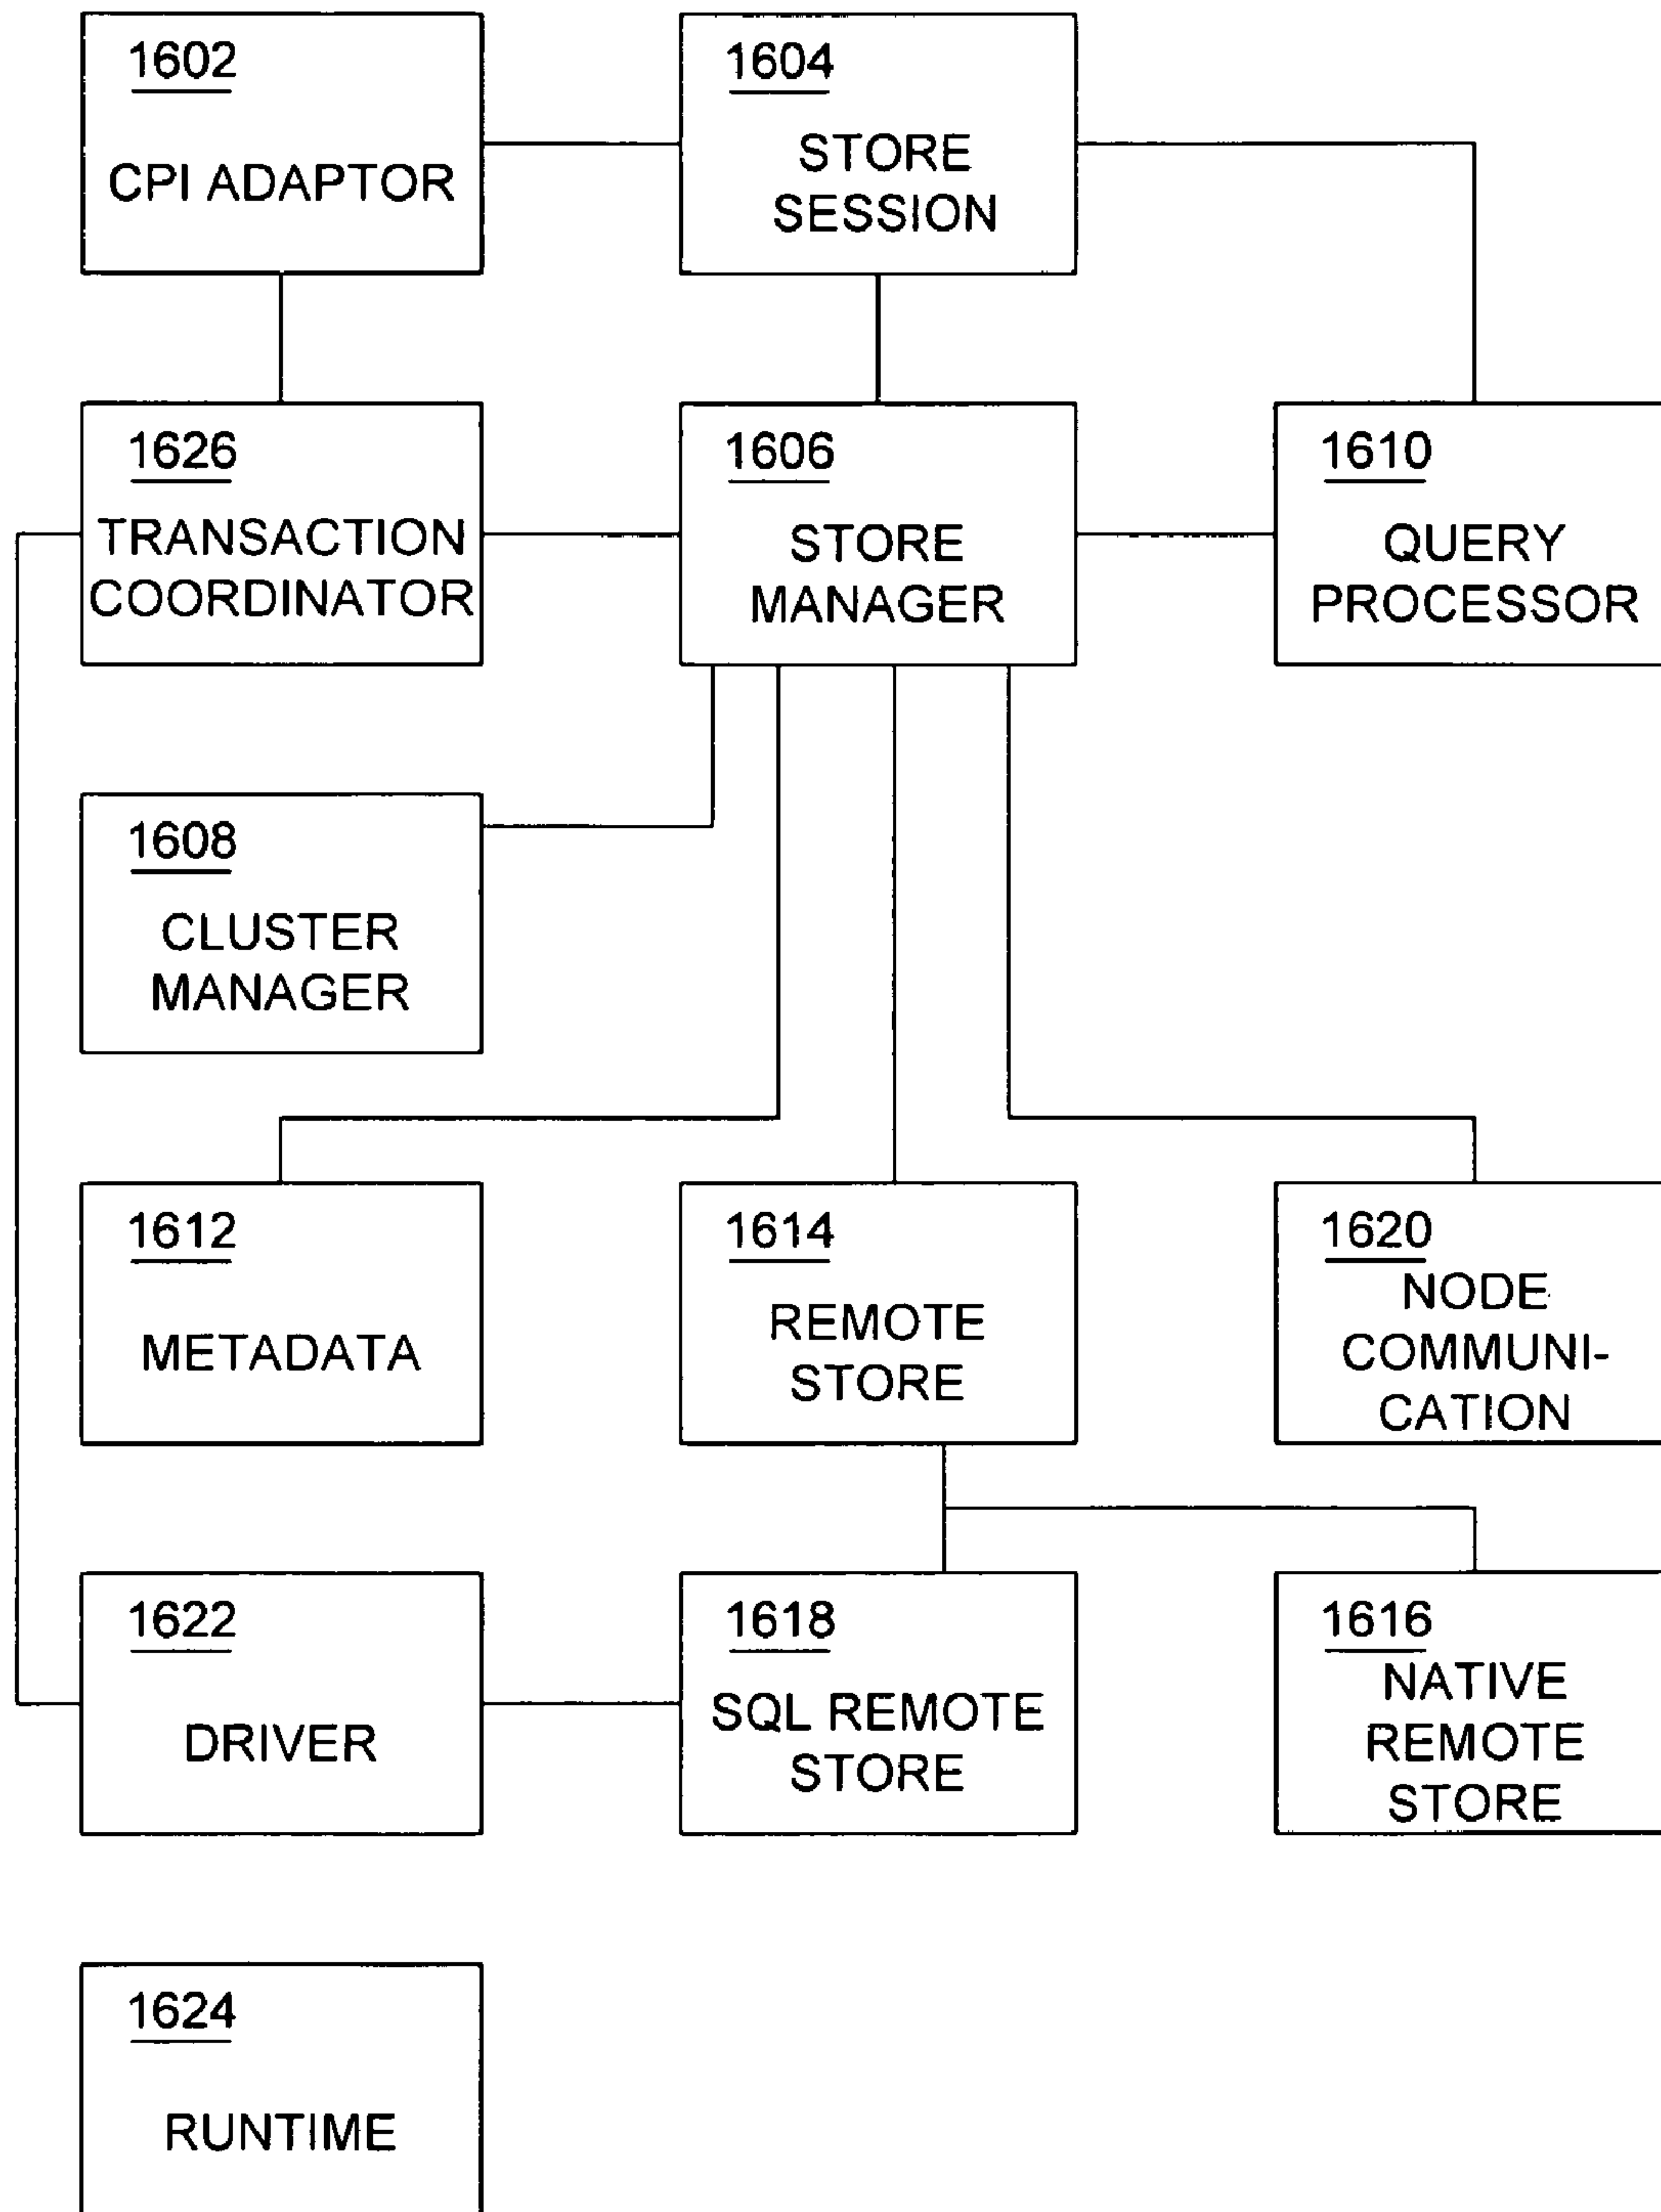 1602
CPI ADAPTOR
1604
STORE
SESSION
1626
TRANSACTION
COORDINATOR
1606
STORE
MANAGER
1610
QUERY
PROCESSOR
1608
CLUSTER
MANAGER
1612
METADATA
1614
REMOTE
STORE
1620
NODE
COMMUNI-
CATION
1622
DRIVER
1618
SQL REMOTE
STORE
1616
NATIVE
REMOTE
STORE
1624
RUNTIME